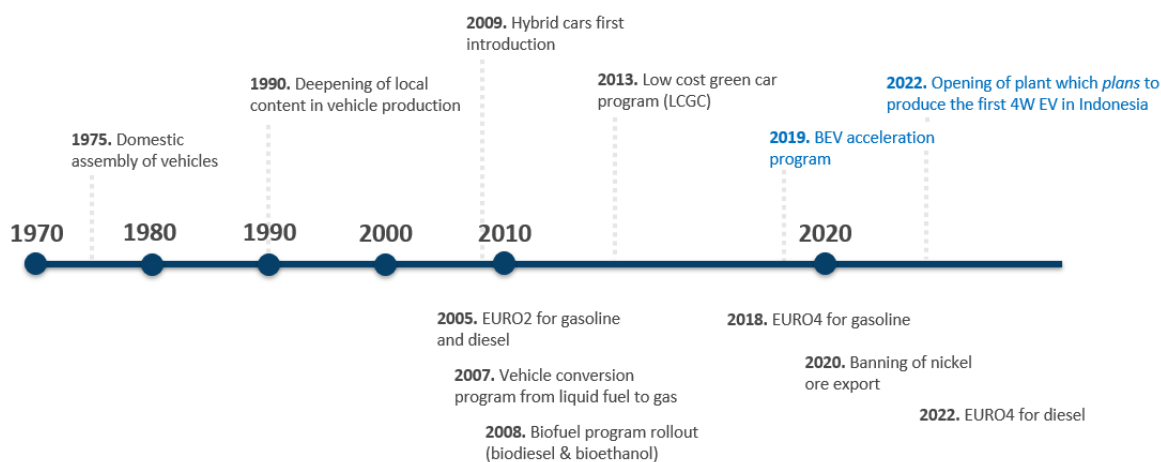 2009. Hybrid cars first
introduction
1990. Deepening of local
content in vehicle production
2013. Low cost green car
program (LCGC)
2022. Opening of plant which plans to
produce the first 4W EV in Indonesia
1975. Domestic
assembly of vehicles
2019. BEV acceleration
program
1970 1980 1990 2000 2010 2020
2005. EURO2 for gasoline
and diesel
2018. EURO4 for gasoline
2007. Vehicle conversion
program from liquid fuel to gas
2020. Banning of nickel
ore export
2008. Biofuel program rollout
(biodiesel & bioethanol)
2022. EURO4 for diesel